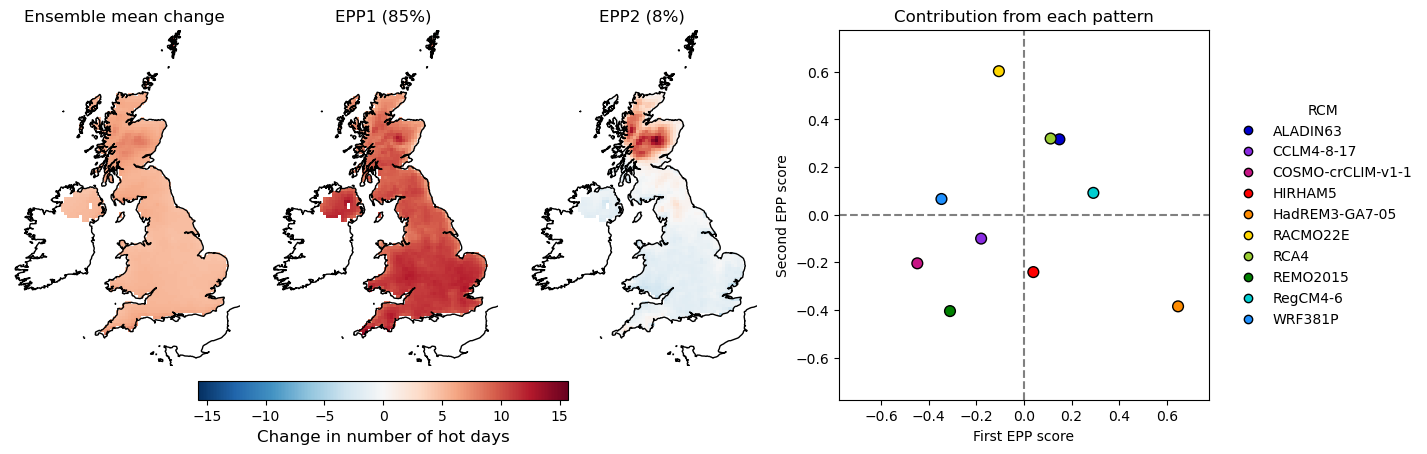 Ensemble mean change
EPP1 (85%)
EPP2 (8%)
Contribution from each pattern
−15 −10 −5 0 5 10 15
Change in number of hot days
Second EPP score
0.6
0.4
0.2
0.0
−0.2
−0.4
−0.6
−0.6 −0.4 −0.2 0.0 0.2 0.4 0.6
First EPP score
RCM
ALADIN63
CCLM4-8-17
COSMO-crCLIM-v1-1
HIRHAM5
HadREM3-GA7-05
RACMO22E
RCA4
REMO2015
RegCM4-6
WRF381P